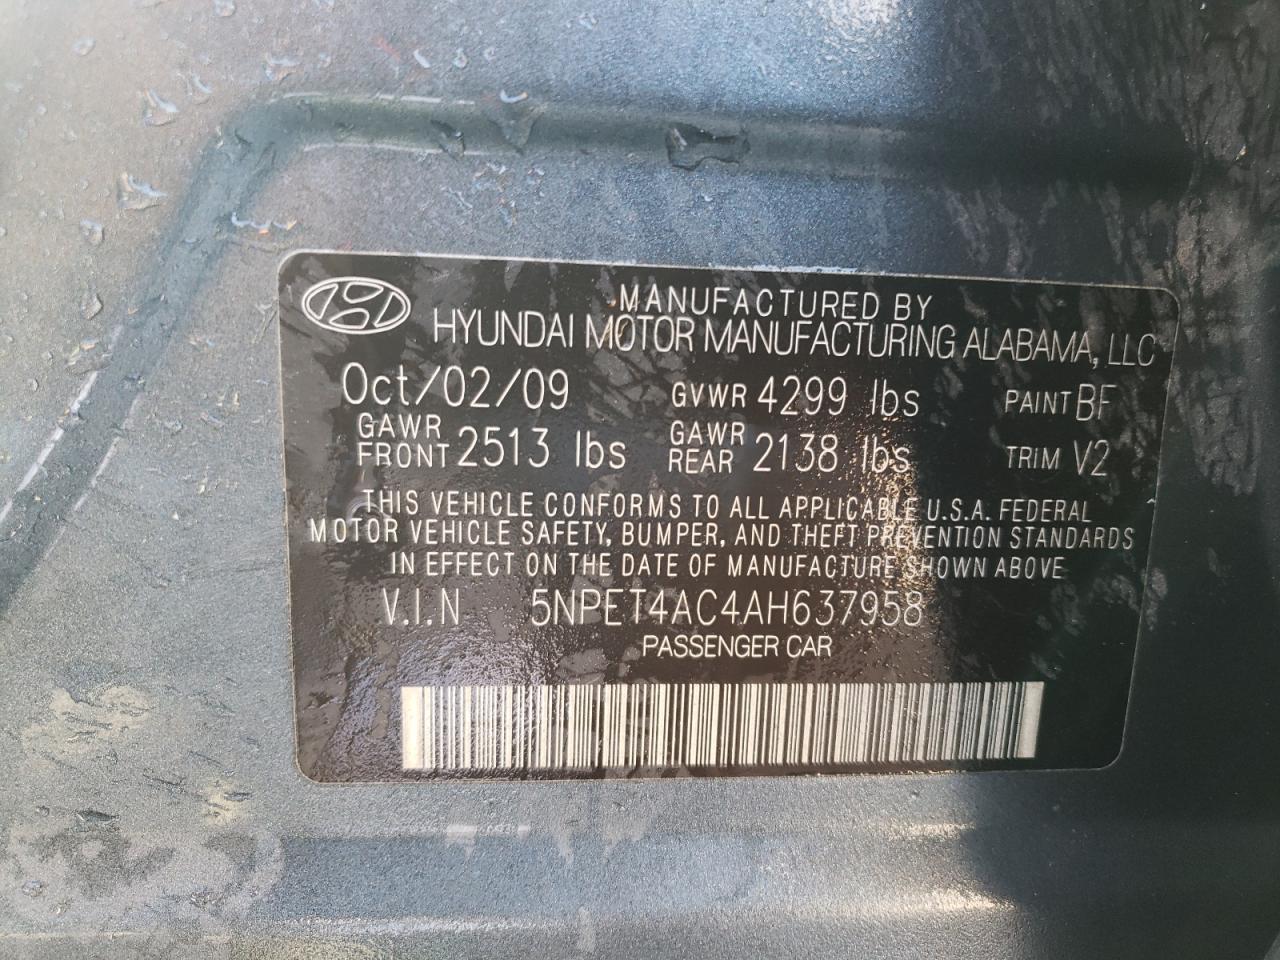 MANUFACTURED BY
HYUNDAI MOTOR MANUFACTURING ALABAMA, LLC
Oct/02/09 GVWR 4299 lbs PAINT BF
GAWR FRONT 2513 lbs GAWR REAR 2138 lbs TRIM V2
THIS VEHICLE CONFORMS TO ALL APPLICABLE U.S.A. FEDERAL
MOTOR VEHICLE SAFETY, BUMPER, AND THEFT PREVENTION STANDARDS
IN EFFECT ON THE DATE OF MANUFACTURE SHOWN ABOVE
V.I.N 5NPET4AC4AH637958
PASSENGER CAR